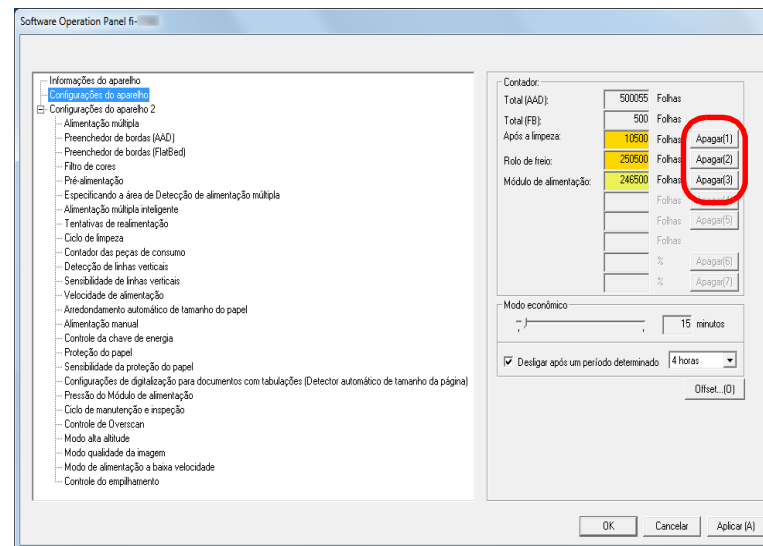 Software Operation Panel fi-
Informações do aparelho
Configurações do aparelho
Configurações do aparelho 2
Alimentação múltipla
Preenchedor de bordas (AAD)
Preenchedor de bordas (FlatBed)
Filtro de cores
Pré-alimentação
Especificando a área de Detecção de alimentação múltipla
Alimentação múltipla inteligente
Tentativas de realimentação
Ciclo de limpeza
Contador das peças de consumo
Detecção de linhas verticais
Sensibilidade de linhas verticais
Velocidade de alimentação
Arredondamento automático de tamanho do papel
Alimentação manual
Controle da chave de energia
Proteção do papel
Sensibilidade da proteção do papel
Configurações de digitalização para documentos com tabulações (Detector automático de tamanho da página)
Pressão do Módulo de alimentação
Ciclo de manutenção e inspeção
Controle de Overscan
Modo alta altitude
Modo qualidade da imagem
Modo de alimentação a baixa velocidade
Controle do empilhamento
Contador:
Total (AAD): 500055 Folhas
Total (FB): 500 Folhas
Após a limpeza: 10500 Folhas Apagar(1)
Rolo de freio: 250500 Folhas Apagar(2)
Módulo de alimentação: 246500 Folhas Apagar(3)
Folhas Apagar(4)
Folhas Apagar(5)
Folhas
% Apagar(6)
% Apagar(7)
Modo econômico
15 minutos
Desligar após um período determinado 4 horas
Offset...(O)
OK Cancelar Aplicar (A)